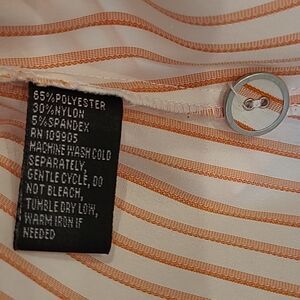 65%POLYESTER
30%NYLON
5%SPANDEX
RN 109905
MACHINE WASH COLD
SEPARATELY,
GENTLE CYCLE, DO
NOT BLEACH,
TUMBLE DRY LOW,
WARM IRON IF
NEEDED